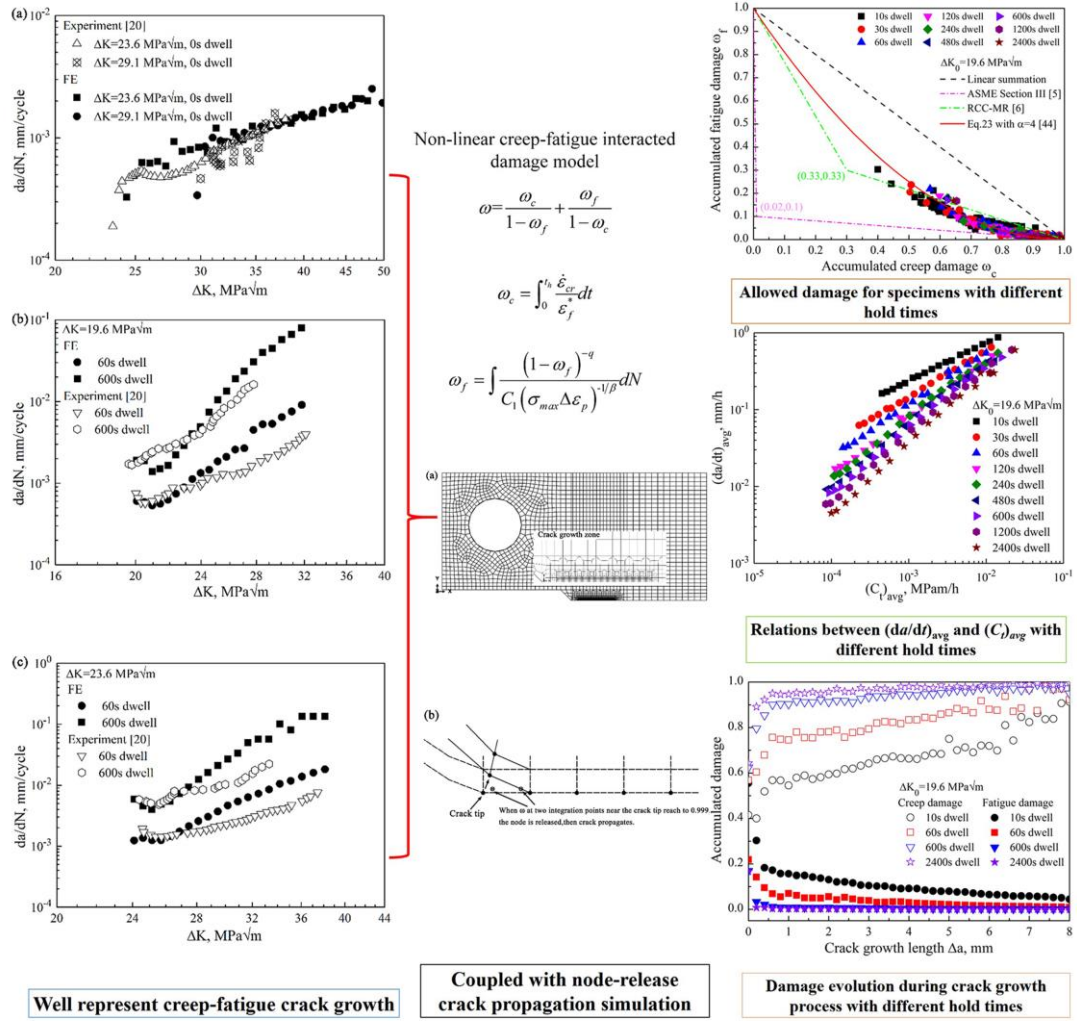 (a)
Experiment [20]
ΔK=23.6 MPa√m, 0s dwell
ΔK=29.1 MPa√m, 0s dwell
FE
ΔK=23.6 MPa√m, 0s dwell
ΔK=29.1 MPa√m, 0s dwell
da/dN, mm/cycle
10⁻³
10⁻⁴
20 25 30 35 40 45 50
ΔK, MPa√m
(b)
ΔK=19.6 MPa√m
FE
60s dwell
600s dwell
Experiment [20]
60s dwell
600s dwell
da/dN, mm/cycle
10⁻¹
10⁻²
10⁻³
10⁻⁴
16 20 24 28 32 36 40
ΔK, MPa√m
(c)
ΔK=23.6 MPa√m
FE
60s dwell
600s dwell
Experiment [20]
60s dwell
600s dwell
da/dN, mm/cycle
10⁰
10⁻¹
10⁻²
10⁻³
10⁻⁴
20 24 28 32 36 40 44
ΔK, MPa√m
Well represent creep-fatigue crack growth
Non-linear creep-fatigue interacted
damage model
ω=ω_c/(1−ω_f)+ω_f/(1−ω_c)
ω_c=∫₀^{t_h} ε̇_cr/ε*_f dt
ω_f=∫ (1−ω_f)^{−q}/(C₁(σ_max Δε_p)^{−1/β}) dN
(a)
Crack growth zone
Y
X
(b)
Crack tip
When ω at two integration points near the crack tip reach to 0.999,
the node is released,then crack propagates.
Coupled with node-release
crack propagation simulation
10s dwell 120s dwell 600s dwell
30s dwell 240s dwell 1200s dwell
60s dwell 480s dwell 2400s dwell
ΔK₀=19.6 MPa√m
Linear summation
ASME Section III [5]
RCC-MR [6]
Eq.23 with α=4 [44]
(0.33,0.33)
(0.02,0.1)
Accumulated fatigue damage ω_f
1.0
0.9
0.8
0.7
0.6
0.5
0.4
0.3
0.2
0.1
0.0
0.0 0.1 0.2 0.3 0.4 0.5 0.6 0.7 0.8 0.9 1.0
Accumulated creep damage ω_c
Allowed damage for specimens with different
hold times
(da/dt)_avg, mm/h
10⁰
10⁻¹
10⁻²
10⁻³
ΔK₀=19.6 MPa√m
10s dwell
30s dwell
60s dwell
120s dwell
240s dwell
480s dwell
600s dwell
1200s dwell
2400s dwell
10⁻⁵ 10⁻⁴ 10⁻³ 10⁻² 10⁻¹
(C_t)_avg, MPam/h
Relations between (da/dt)_avg and (C_t)_avg with
different hold times
Accumulated damage
1.0
0.8
0.6
0.4
0.2
0.0
ΔK₀=19.6 MPa√m
Creep damage Fatigue damage
10s dwell 10s dwell
60s dwell 60s dwell
600s dwell 600s dwell
2400s dwell 2400s dwell
0 1 2 3 4 5 6 7 8
Crack growth length Δa, mm
Damage evolution during crack growth
process with different hold times